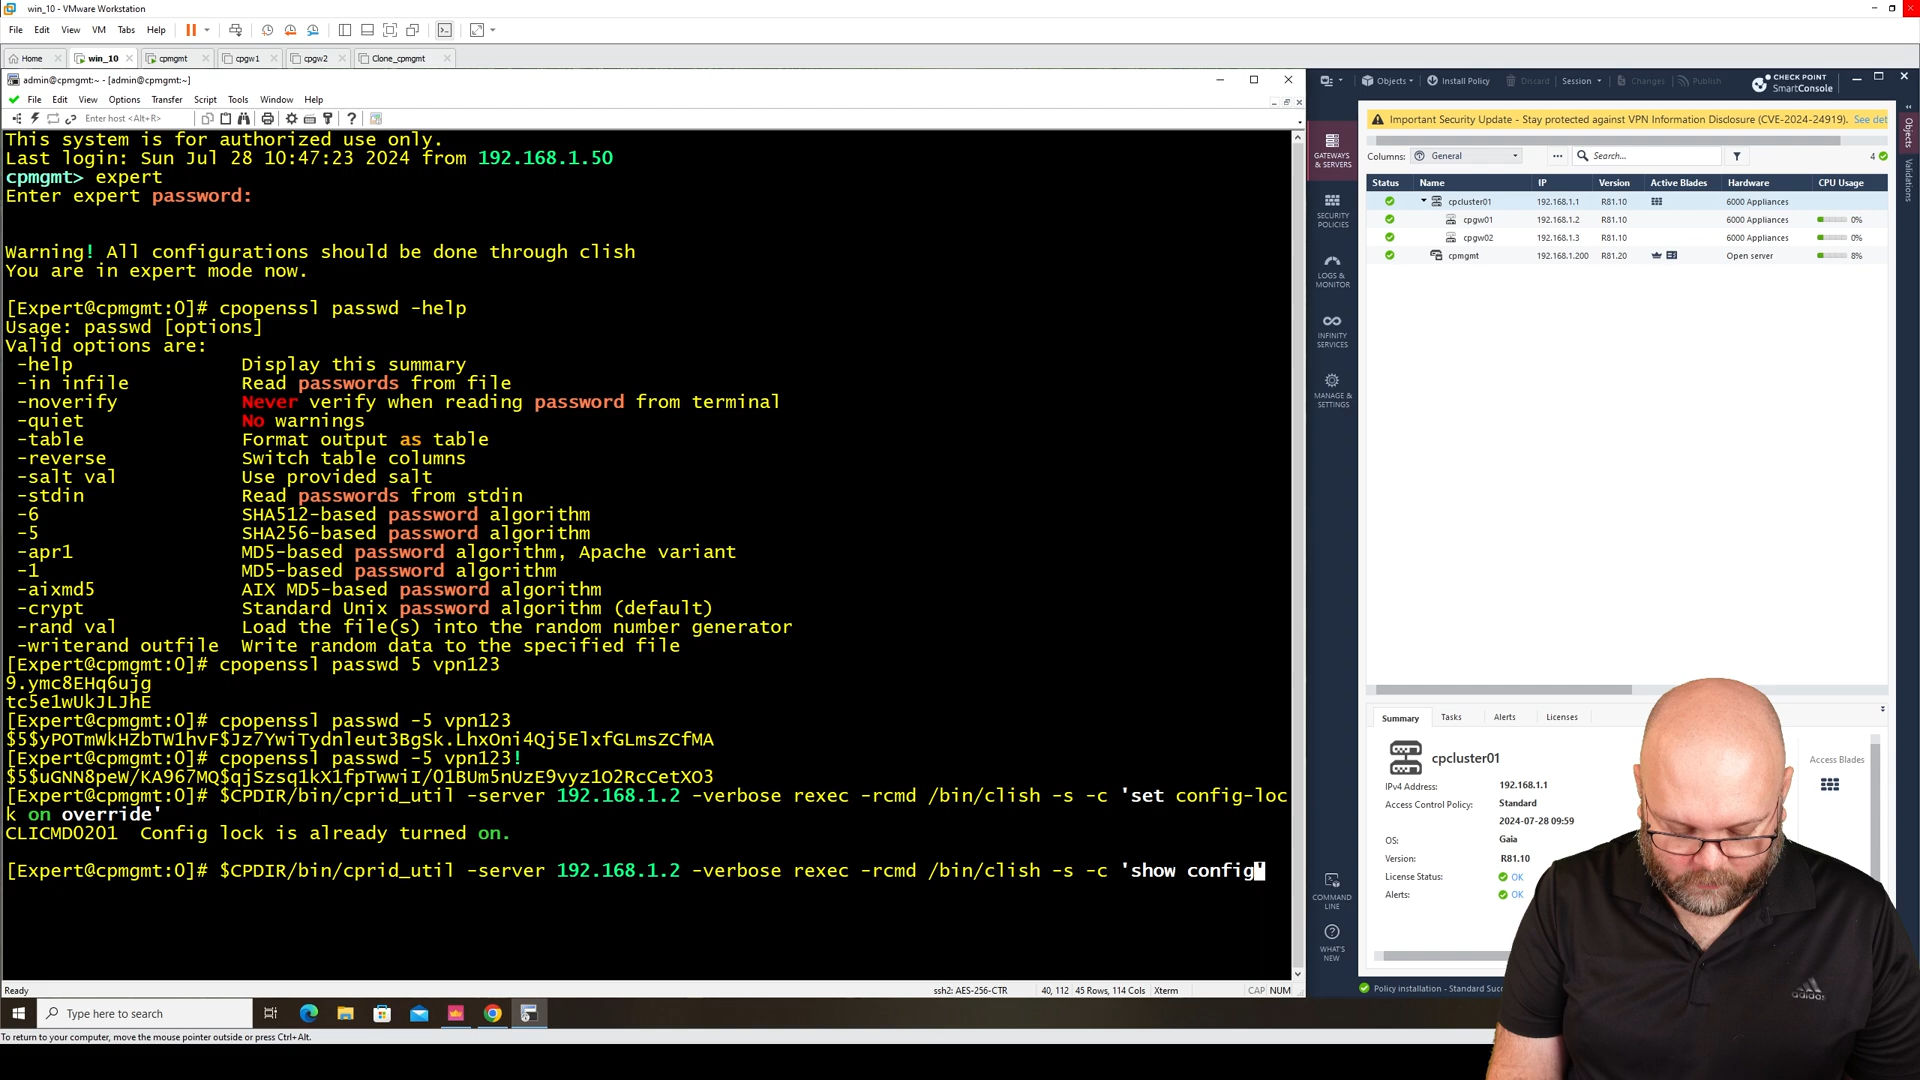 win_10 - VMware Workstation
File Edit View VM Tabs Help
Home win_10 cpmgmt cpgw1 cpgw2 Clone_cpmgmt
admin@cpmgmt:~ - [admin@cpmgmt:~]
File Edit View Options Transfer Script Tools Window Help
Enter host <Alt+R>
This system is for authorized use only.
Last login: Sun Jul 28 10:47:23 2024 from 192.168.1.50
cpmgmt> expert
Enter expert password:
Warning! All configurations should be done through clish
You are in expert mode now.
[Expert@cpmgmt:0]# cpopenssl passwd -help
Usage: passwd [options]
Valid options are:
-help Display this summary
-in infile Read passwords from file
-noverify Never verify when reading password from terminal
-quiet No warnings
-table Format output as table
-reverse Switch table columns
-salt val Use provided salt
-stdin Read passwords from stdin
-6 SHA512-based password algorithm
-5 SHA256-based password algorithm
-apr1 MD5-based password algorithm, Apache variant
-1 MD5-based password algorithm
-aixmd5 AIX MD5-based password algorithm
-crypt Standard Unix password algorithm (default)
-rand val Load the file(s) into the random number generator
-writerand outfile Write random data to the specified file
[Expert@cpmgmt:0]# cpopenssl passwd 5 vpn123
9.ymc8EHq6ujg
tc5e1wUkJLJhE
[Expert@cpmgmt:0]# cpopenssl passwd -5 vpn123
$5$yPOTmWkHZbTW1hvF$Jz7YwiTydnleut3BgSk.LhxOni4Qj5ElxfGLmsZCfMA
[Expert@cpmgmt:0]# cpopenssl passwd -5 vpn123!
$5$uGNN8peW/KA967MQ$qjSzsq1kX1fpTwwiI/O1BUm5nUzE9vyz1O2RcCetXO3
[Expert@cpmgmt:0]# $CPDIR/bin/cprid_util -server 192.168.1.2 -verbose rexec -rcmd /bin/clish -s -c 'set config-loc
k on override'
CLICMD0201 Config lock is already turned on.
[Expert@cpmgmt:0]# $CPDIR/bin/cprid_util -server 192.168.1.2 -verbose rexec -rcmd /bin/clish -s -c 'show config'
Ready
ssh2: AES-256-CTR 40, 112 45 Rows, 114 Cols Xterm CAP NUM
Objects Install Policy Discard Session Changes Publish
CHECK POINT
SmartConsole
GATEWAYS
& SERVERS
SECURITY
POLICIES
LOGS &
MONITOR
INFINITY
SERVICES
MANAGE &
SETTINGS
COMMAND
LINE
WHAT'S
NEW
Important Security Update - Stay protected against VPN Information Disclosure (CVE-2024-24919). See det
Columns: General Search... 4
Status Name IP Version Active Blades Hardware CPU Usage
cpcluster01 192.168.1.1 R81.10 6000 Appliances
cpgw01 192.168.1.2 R81.10 6000 Appliances 0%
cpgw02 192.168.1.3 R81.10 6000 Appliances 0%
cpmgmt 192.168.1.200 R81.20 Open server 8%
Objects
Validations
Summary Tasks Alerts Licenses
cpcluster01
Access Blades
IPv4 Address: 192.168.1.1
Access Control Policy: Standard
2024-07-28 09:59
OS: Gaia
Version: R81.10
License Status: OK
Alerts: OK
Policy installation - Standard Suc
Type here to search
To return to your computer, move the mouse pointer outside or press Ctrl+Alt.
adidas